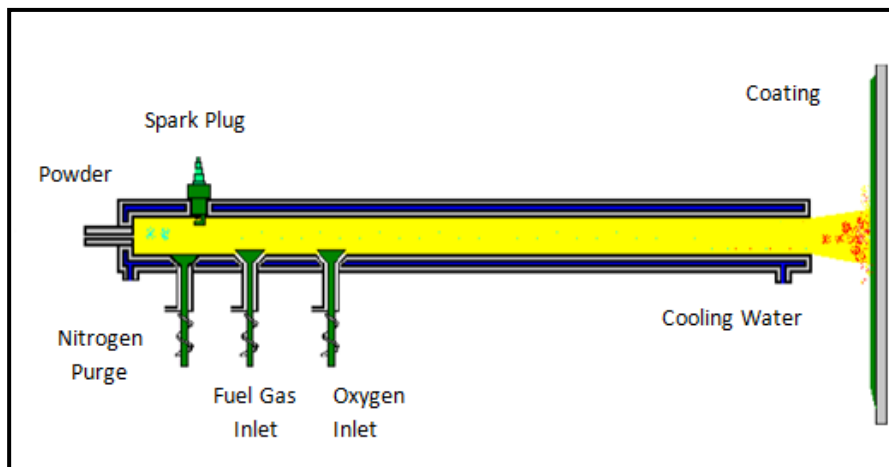 Coating
Spark Plug
Powder
Cooling Water
Nitrogen
Purge
Fuel Gas
Inlet
Oxygen
Inlet